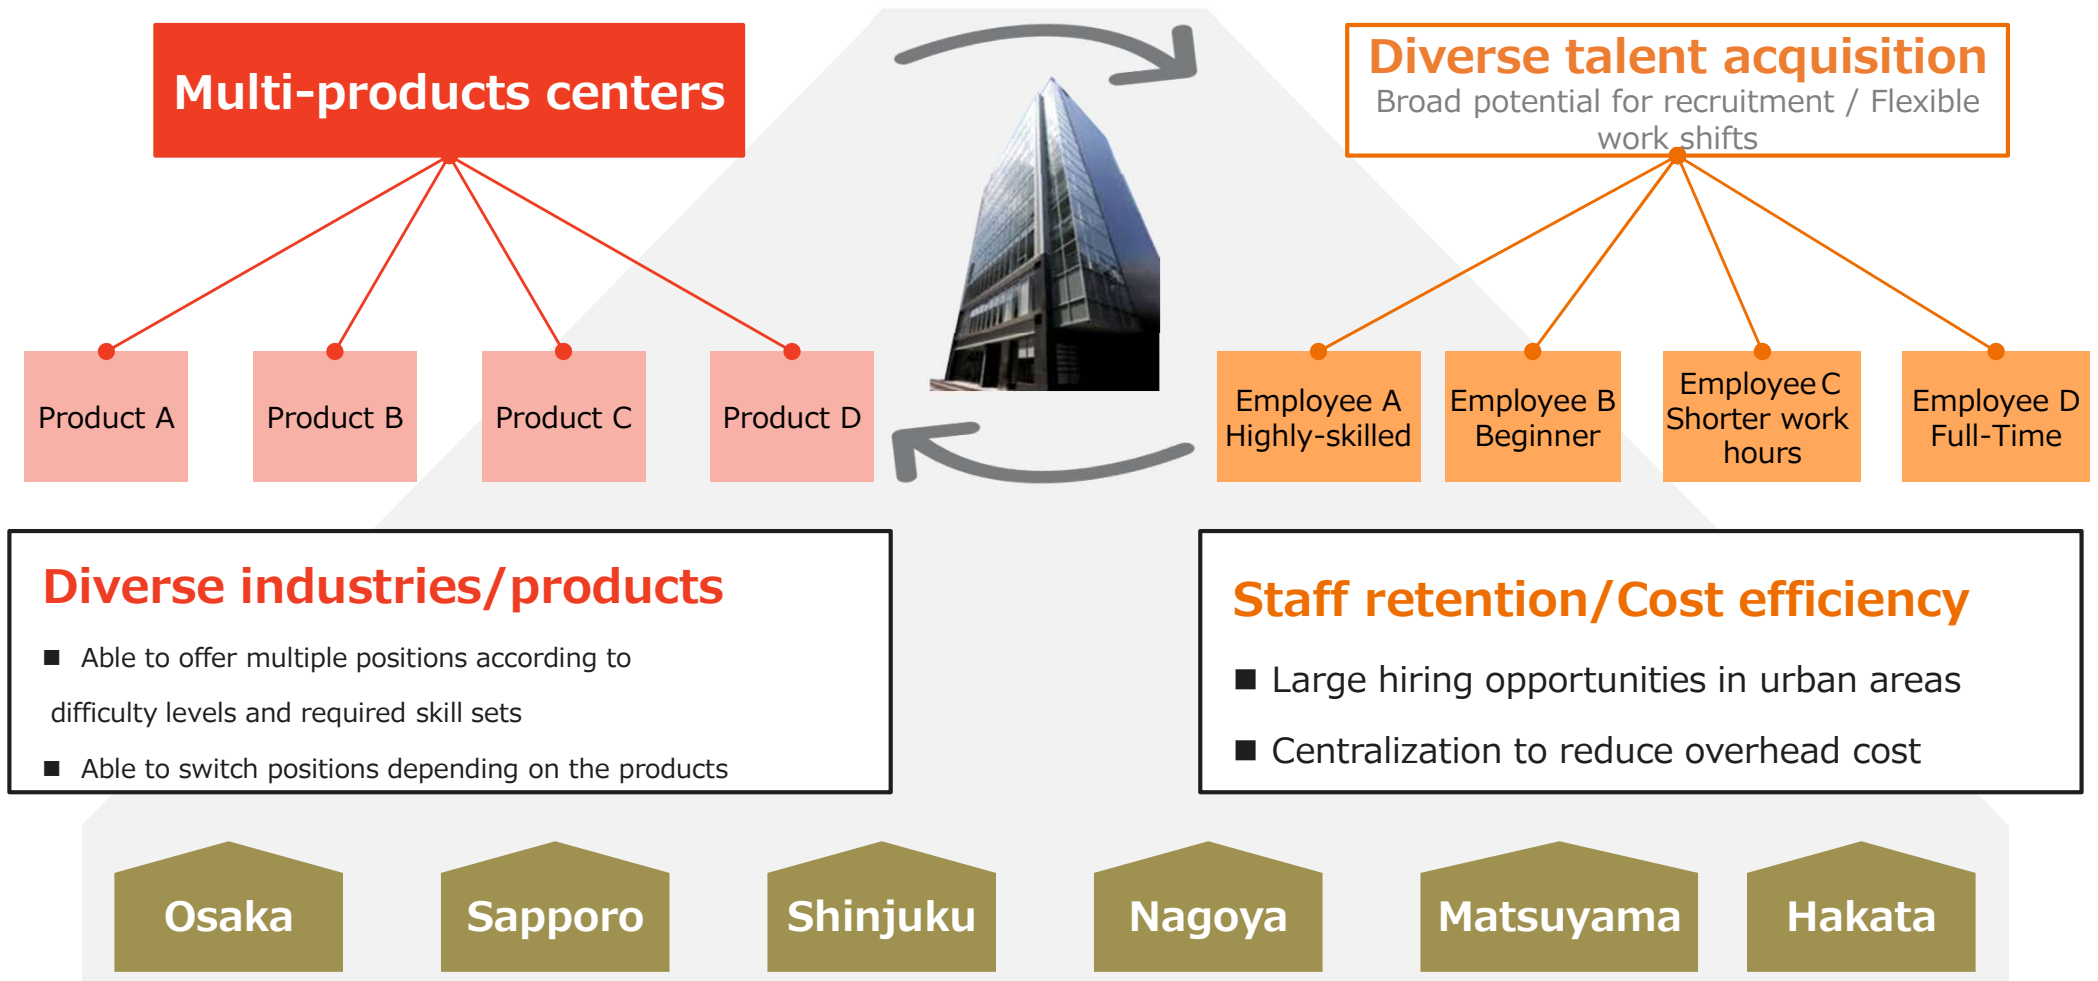 Multi-products centers
Diverse talent acquisition
Broad potential for recruitment / Flexible
work shifts
Product A
Product B
Product C
Product D
Employee A
Highly-skilled
Employee B
Beginner
Employee C
Shorter work
hours
Employee D
Full-Time
Diverse industries/products
■ Able to offer multiple positions according to
difficulty levels and required skill sets
■ Able to switch positions depending on the products
Staff retention/Cost efficiency
■ Large hiring opportunities in urban areas
■ Centralization to reduce overhead cost
Osaka
Sapporo
Shinjuku
Nagoya
Matsuyama
Hakata